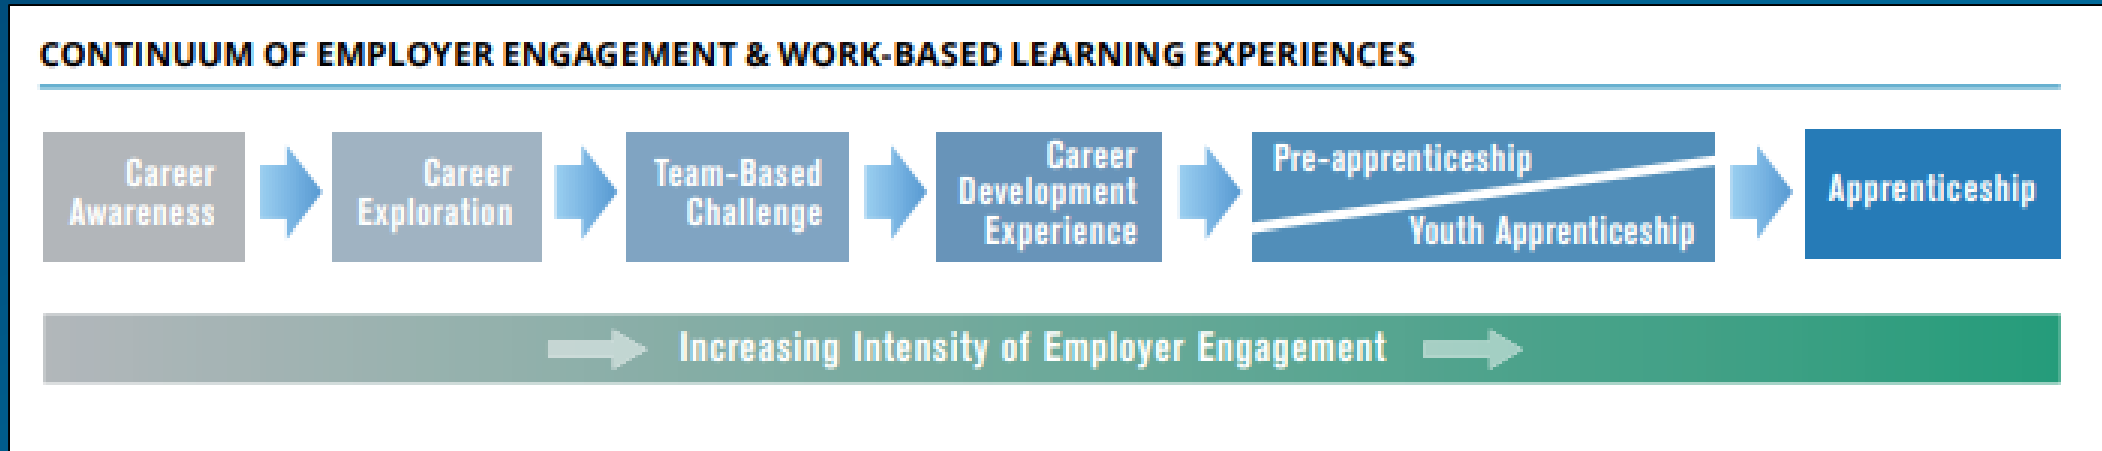 CONTINUUM OF EMPLOYER ENGAGEMENT & WORK-BASED LEARNING EXPERIENCES
Career
Awareness
Career
Exploration
Team-Based
Challenge
Career
Development
Experience
Pre-apprenticeship
Youth Apprenticeship
Apprenticeship
Increasing Intensity of Employer Engagement